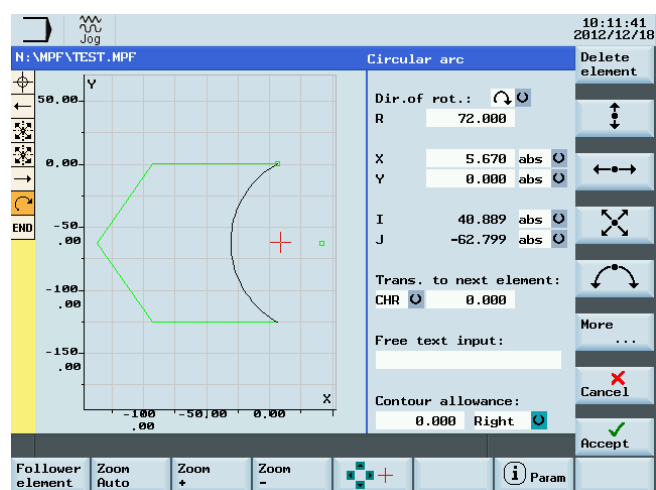 Jog
10:11:41
2012/12/18
N:\MPF\TEST.MPF
Circular arc
Delete
element
Y
50.00
0.00
-50
.00
-100
.00
-150
.00
X
-100
.00
-50.00
0.00
END
Dir.of rot.:
R 72.000
X 5.670 abs
Y 0.000 abs
I 40.889 abs
J -62.799 abs
Trans. to next element:
CHR 0.000
Free text input:
Contour allowance:
0.000 Right
More
...
Cancel
Accept
Follower
element
Zoom
Auto
Zoom
+
Zoom
-
i Param